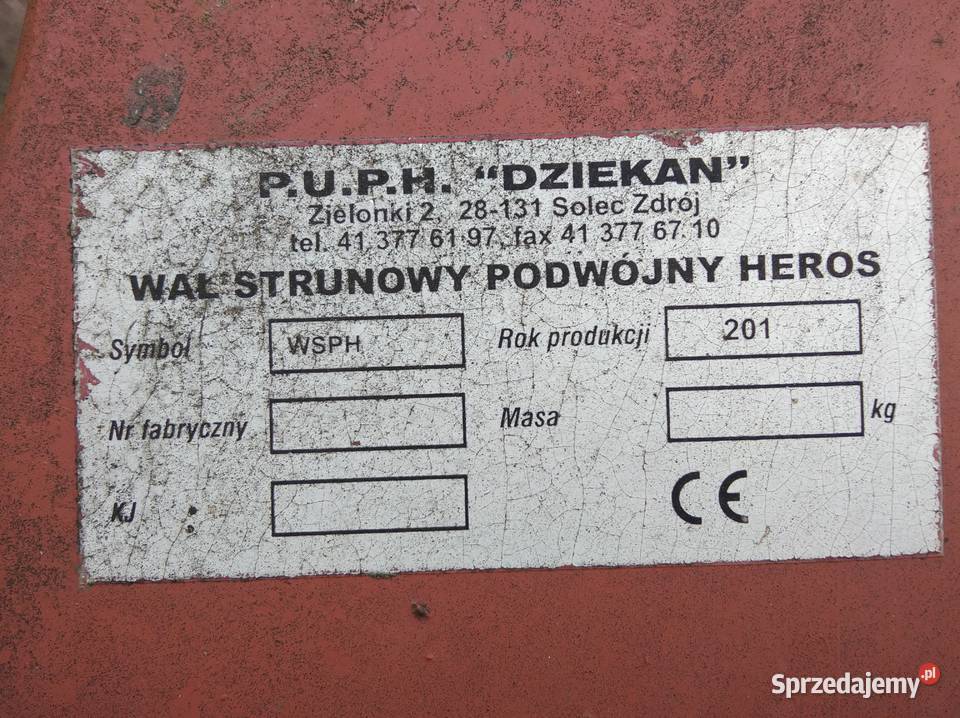 P.U.P.H. “DZIEKAN”
Zielonki 2, 28-131 Solec Zdrój
tel. 41 377 61 97, fax 41 377 67 10
WAŁ STRUNOWY PODWÓJNY HEROS
Symbol WSPH Rok produkcji 201
Nr fabryczny Masa kg
KJ CE
Sprzedajemy.pl